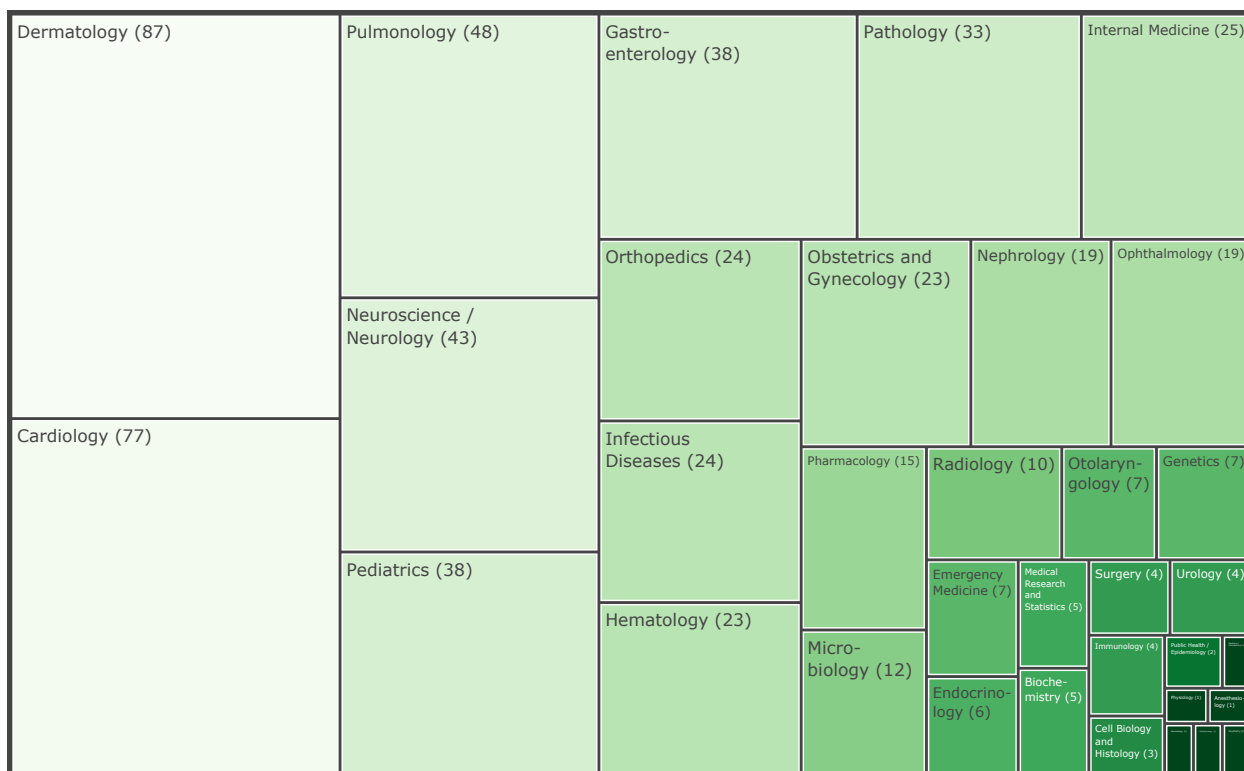 Dermatology (87)
Cardiology (77)
Pulmonology (48)
Neuroscience /
Neurology (43)
Pediatrics (38)
Gastro-
enterology (38)
Pathology (33)
Internal Medicine (25)
Orthopedics (24)
Infectious
Diseases (24)
Hematology (23)
Obstetrics and
Gynecology (23)
Nephrology (19)
Ophthalmology (19)
Pharmacology (15)
Micro-
biology (12)
Radiology (10)
Otolaryn-
gology (7)
Genetics (7)
Emergency
Medicine (7)
Endocrino-
logy (6)
Medical
Research
and
Statistics (5)
Bioche-
mistry (5)
Surgery (4)
Urology (4)
Immunology (4)
Cell Biology
and
Histology (3)
Public Health /
Epidemiology (2)
Physiology (1)
Anesthesio-
logy (1)